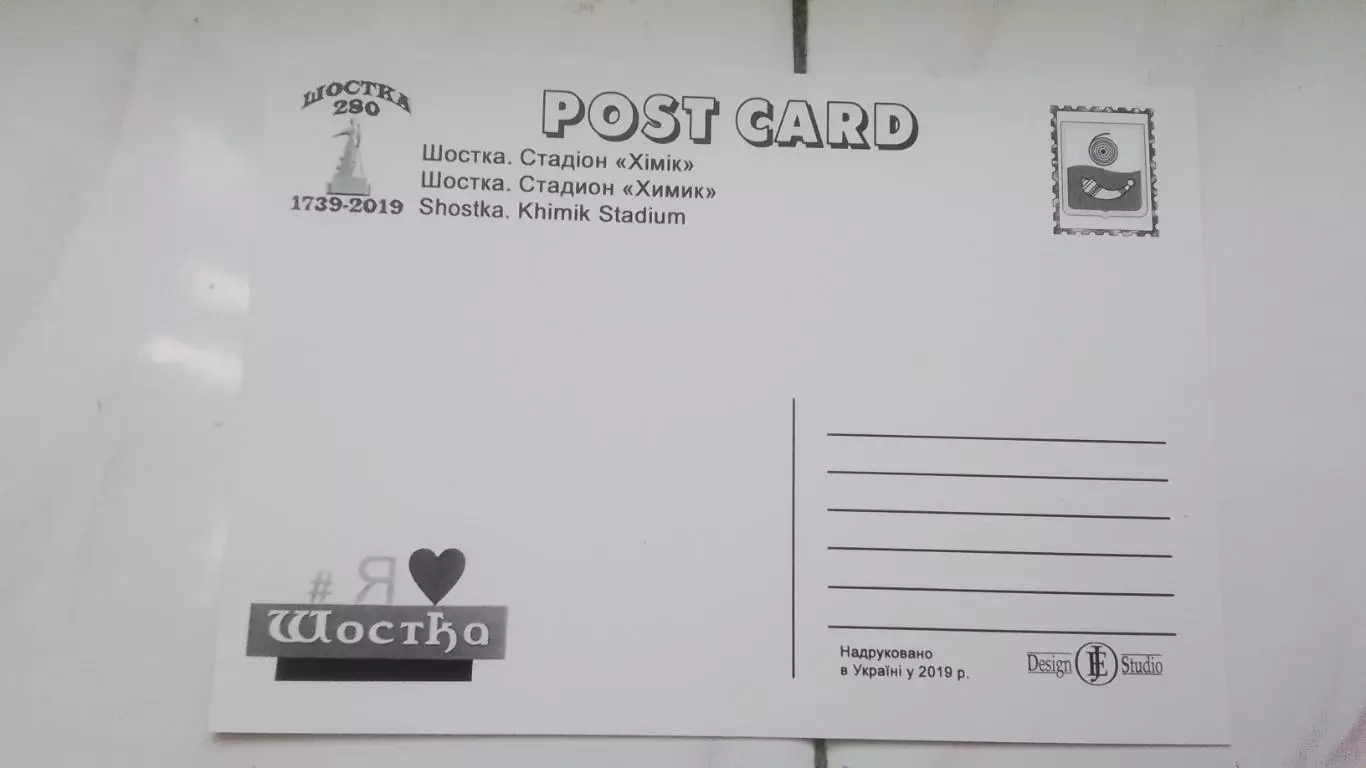 ШОСТКА
280
1739-2019
POST CARD
Шостка. Стадіон «Хімік»
Шостка. Стадион «Химик»
Shostka. Khimik Stadium
# Я ♥
Шостка
Надруковано
в Україні у 2019 р.
Design JE Studio